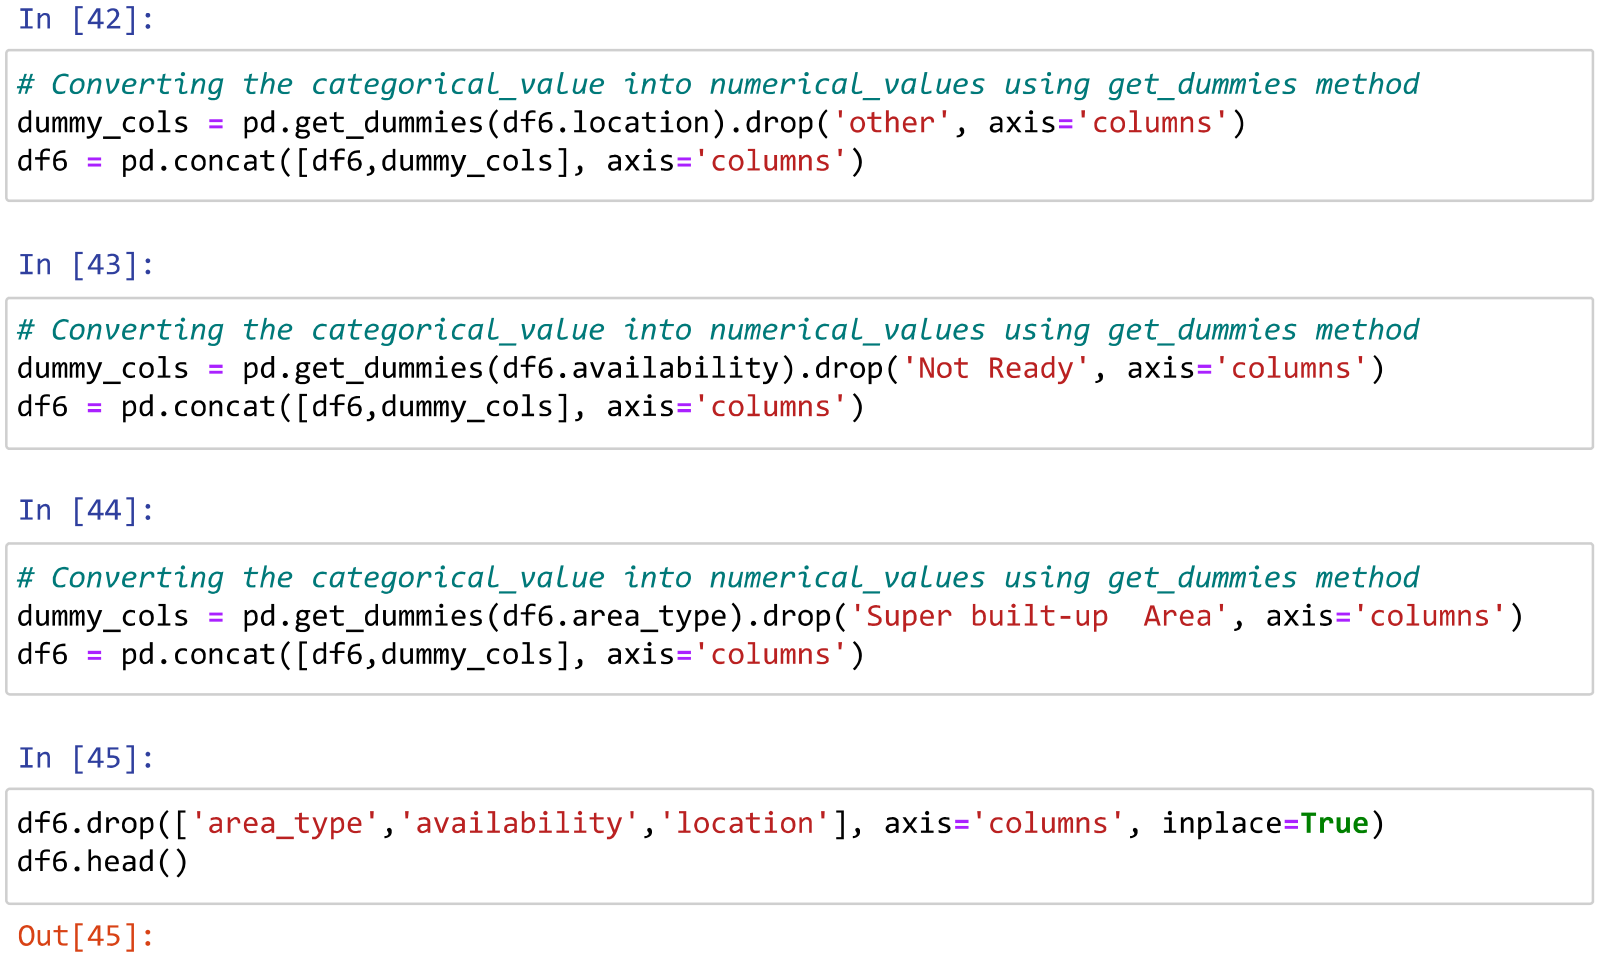 In [42]:
# Converting the categorical_value into numerical_values using get_dummies method
dummy_cols = pd.get_dummies(df6.location).drop('other', axis='columns')
df6 = pd.concat([df6,dummy_cols], axis='columns')
In [43]:
# Converting the categorical_value into numerical_values using get_dummies method
dummy_cols = pd.get_dummies(df6.availability).drop('Not Ready', axis='columns')
df6 = pd.concat([df6,dummy_cols], axis='columns')
In [44]:
# Converting the categorical_value into numerical_values using get_dummies method
dummy_cols = pd.get_dummies(df6.area_type).drop('Super built-up  Area', axis='columns')
df6 = pd.concat([df6,dummy_cols], axis='columns')
In [45]:
df6.drop(['area_type','availability','location'], axis='columns', inplace=True)
df6.head()
Out[45]: